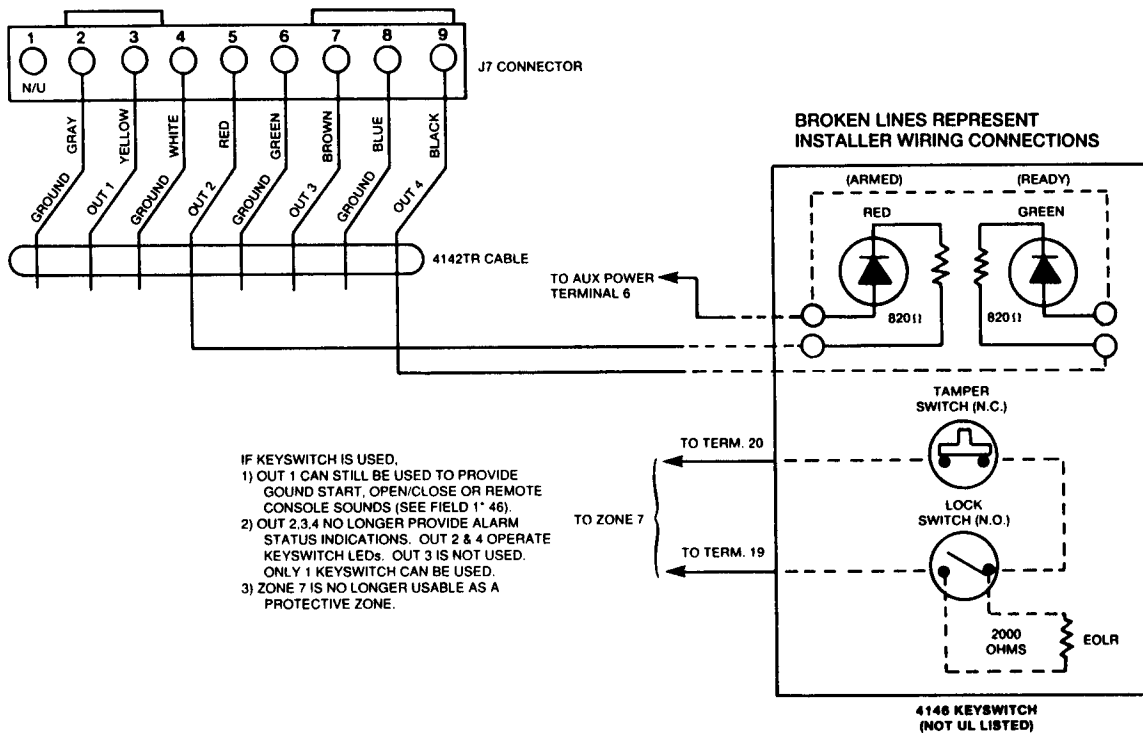 1 2 3 4 5 6 7 8 9
N/U
J7 CONNECTOR
GRAY
YELLOW
WHITE
RED
GREEN
BROWN
BLUE
BLACK
GROUND
OUT 1
GROUND
OUT 2
GROUND
OUT 3
GROUND
OUT 4
4142TR CABLE
BROKEN LINES REPRESENT
INSTALLER WIRING CONNECTIONS
(ARMED) (READY)
RED GREEN
TO AUX POWER
TERMINAL 6
820Ω 820Ω
TAMPER
SWITCH (N.C.)
TO TERM. 20
LOCK
SWITCH (N.O.)
TO ZONE 7
TO TERM. 19
2000
OHMS
EOLR
4146 KEYSWITCH
(NOT UL LISTED)
IF KEYSWITCH IS USED,
1) OUT 1 CAN STILL BE USED TO PROVIDE
GOUND START, OPEN/CLOSE OR REMOTE
CONSOLE SOUNDS (SEE FIELD 1* 46).
2) OUT 2,3,4 NO LONGER PROVIDE ALARM
STATUS INDICATIONS. OUT 2 & 4 OPERATE
KEYSWITCH LEDs. OUT 3 IS NOT USED.
ONLY 1 KEYSWITCH CAN BE USED.
3) ZONE 7 IS NO LONGER USABLE AS A
PROTECTIVE ZONE.